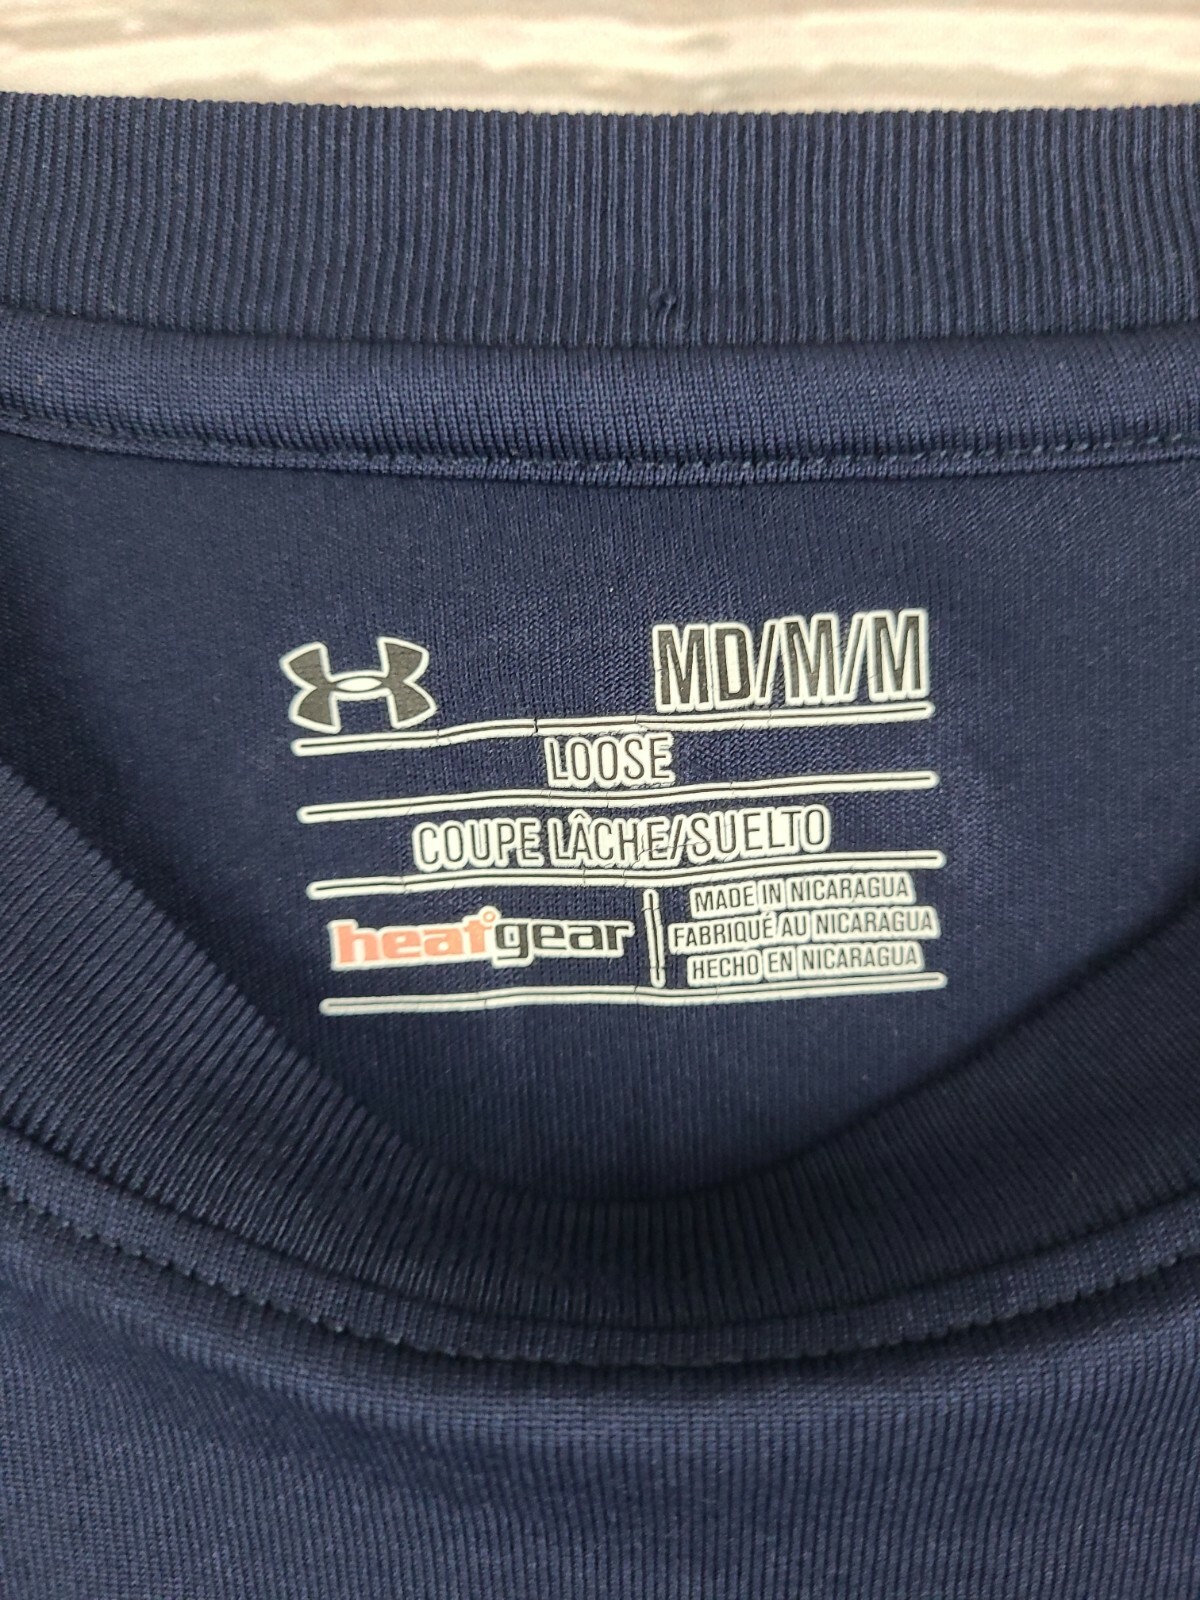 MD/M/M
LOOSE
COUPE LÂCHE/SUELTO
heatgear
MADE IN NICARAGUA
FABRIQUÉ AU NICARAGUA
HECHO EN NICARAGUA